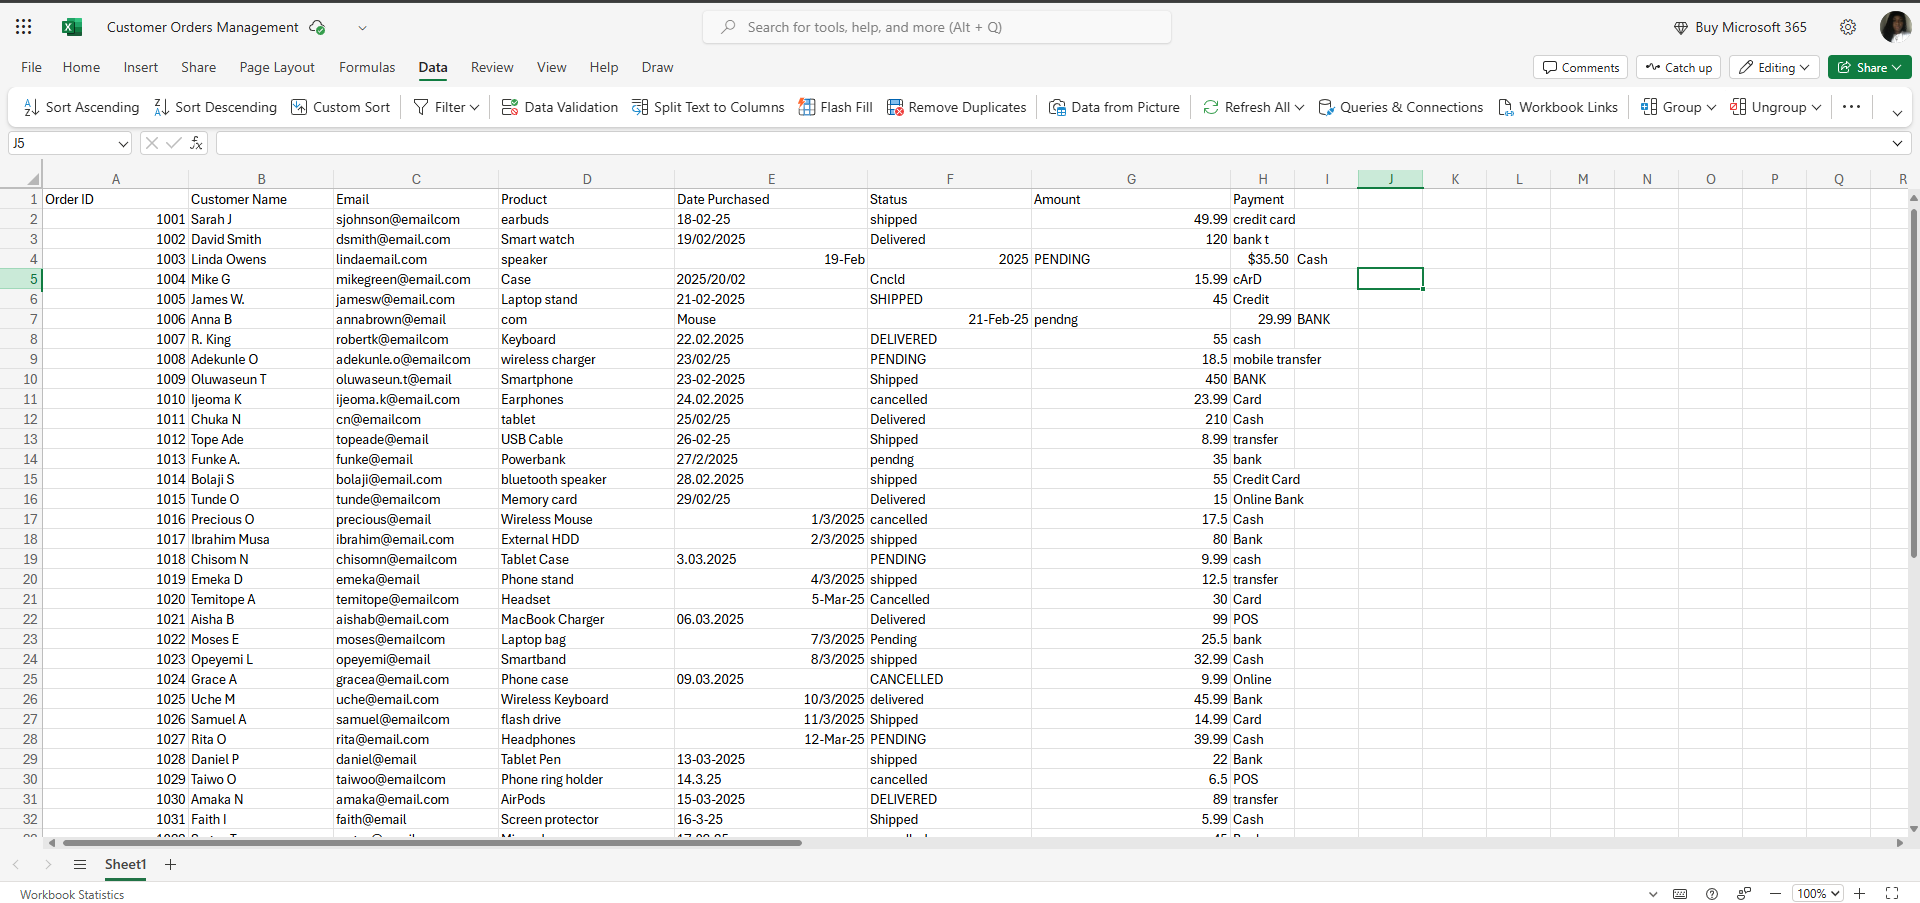 Customer Orders Management
Search for tools, help, and more (Alt + Q)
Buy Microsoft 365
File Home Insert Share Page Layout Formulas Data Review View Help Draw
Comments Catch up Editing Share
Sort Ascending Sort Descending Custom Sort Filter Data Validation Split Text to Columns Flash Fill Remove Duplicates Data from Picture Refresh All Queries & Connections Workbook Links Group Ungroup
J5 fx
A B C D E F G H I J K L M N O P Q R
1 Order ID Customer Name Email Product Date Purchased Status Amount Payment
2 1001 Sarah J sjohnson@emailcom earbuds 18-02-25 shipped 49.99 credit card
3 1002 David Smith dsmith@email.com Smart watch 19/02/2025 Delivered 120 bank t
4 1003 Linda Owens lindaemail.com speaker 19-Feb 2025 PENDING $35.50 Cash
5 1004 Mike G mikegreen@email.com Case 2025/20/02 Cncld 15.99 cArD
6 1005 James W. jamesw@email.com Laptop stand 21-02-2025 SHIPPED 45 Credit
7 1006 Anna B annabrown@email com Mouse 21-Feb-25 pendng 29.99 BANK
8 1007 R. King robertk@emailcom Keyboard 22.02.2025 DELIVERED 55 cash
9 1008 Adekunle O adekunle.o@emailcom wireless charger 23/02/25 PENDING 18.5 mobile transfer
10 1009 Oluwaseun T oluwaseun.t@email Smartphone 23-02-2025 Shipped 450 BANK
11 1010 Ijeoma K ijeoma.k@email.com Earphones 24.02.2025 cancelled 23.99 Card
12 1011 Chuka N cn@emailcom tablet 25/02/25 Delivered 210 Cash
13 1012 Tope Ade topeade@email USB Cable 26-02-25 Shipped 8.99 transfer
14 1013 Funke A. funke@email Powerbank 27/2/2025 pendng 35 bank
15 1014 Bolaji S bolaji@email.com bluetooth speaker 28.02.2025 shipped 55 Credit Card
16 1015 Tunde O tunde@emailcom Memory card 29/02/25 Delivered 15 Online Bank
17 1016 Precious O precious@email Wireless Mouse 1/3/2025 cancelled 17.5 Cash
18 1017 Ibrahim Musa ibrahim@email.com External HDD 2/3/2025 shipped 80 Bank
19 1018 Chisom N chisomn@emailcom Tablet Case 3.03.2025 PENDING 9.99 cash
20 1019 Emeka D emeka@email Phone stand 4/3/2025 shipped 12.5 transfer
21 1020 Temitope A temitope@emailcom Headset 5-Mar-25 Cancelled 30 Card
22 1021 Aisha B aishab@email.com MacBook Charger 06.03.2025 Delivered 99 POS
23 1022 Moses E moses@emailcom Laptop bag 7/3/2025 Pending 25.5 bank
24 1023 Opeyemi L opeyemi@email Smartband 8/3/2025 shipped 32.99 Cash
25 1024 Grace A gracea@email.com Phone case 09.03.2025 CANCELLED 9.99 Online
26 1025 Uche M uche@email.com Wireless Keyboard 10/3/2025 delivered 45.99 Bank
27 1026 Samuel A samuel@emailcom flash drive 11/3/2025 Shipped 14.99 Card
28 1027 Rita O rita@email.com Headphones 12-Mar-25 PENDING 39.99 Cash
29 1028 Daniel P daniel@email Tablet Pen 13-03-2025 shipped 22 Bank
30 1029 Taiwo O taiwoo@emailcom Phone ring holder 14.3.25 cancelled 6.5 POS
31 1030 Amaka N amaka@email.com AirPods 15-03-2025 DELIVERED 89 transfer
32 1031 Faith I faith@email Screen protector 16-3-25 Shipped 5.99 Cash
Sheet1
Workbook Statistics
100%